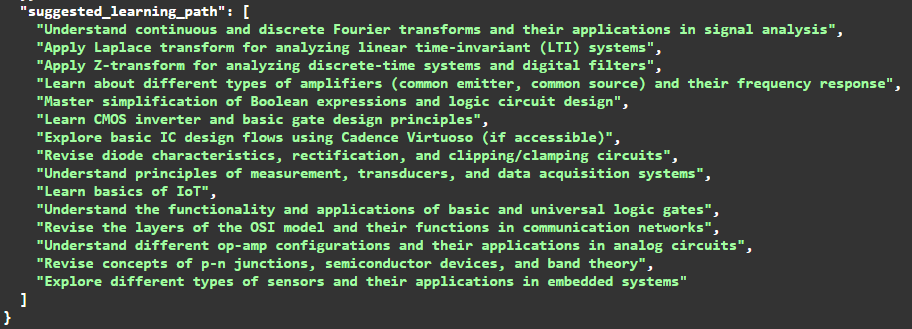 "suggested_learning_path": [
"Understand continuous and discrete Fourier transforms and their applications in signal analysis",
"Apply Laplace transform for analyzing linear time-invariant (LTI) systems",
"Apply Z-transform for analyzing discrete-time systems and digital filters",
"Learn about different types of amplifiers (common emitter, common source) and their frequency response",
"Master simplification of Boolean expressions and logic circuit design",
"Learn CMOS inverter and basic gate design principles",
"Explore basic IC design flows using Cadence Virtuoso (if accessible)",
"Revise diode characteristics, rectification, and clipping/clamping circuits",
"Understand principles of measurement, transducers, and data acquisition systems",
"Learn basics of IoT",
"Understand the functionality and applications of basic and universal logic gates",
"Revise the layers of the OSI model and their functions in communication networks",
"Understand different op-amp configurations and their applications in analog circuits",
"Revise concepts of p-n junctions, semiconductor devices, and band theory",
"Explore different types of sensors and their applications in embedded systems"
]
}